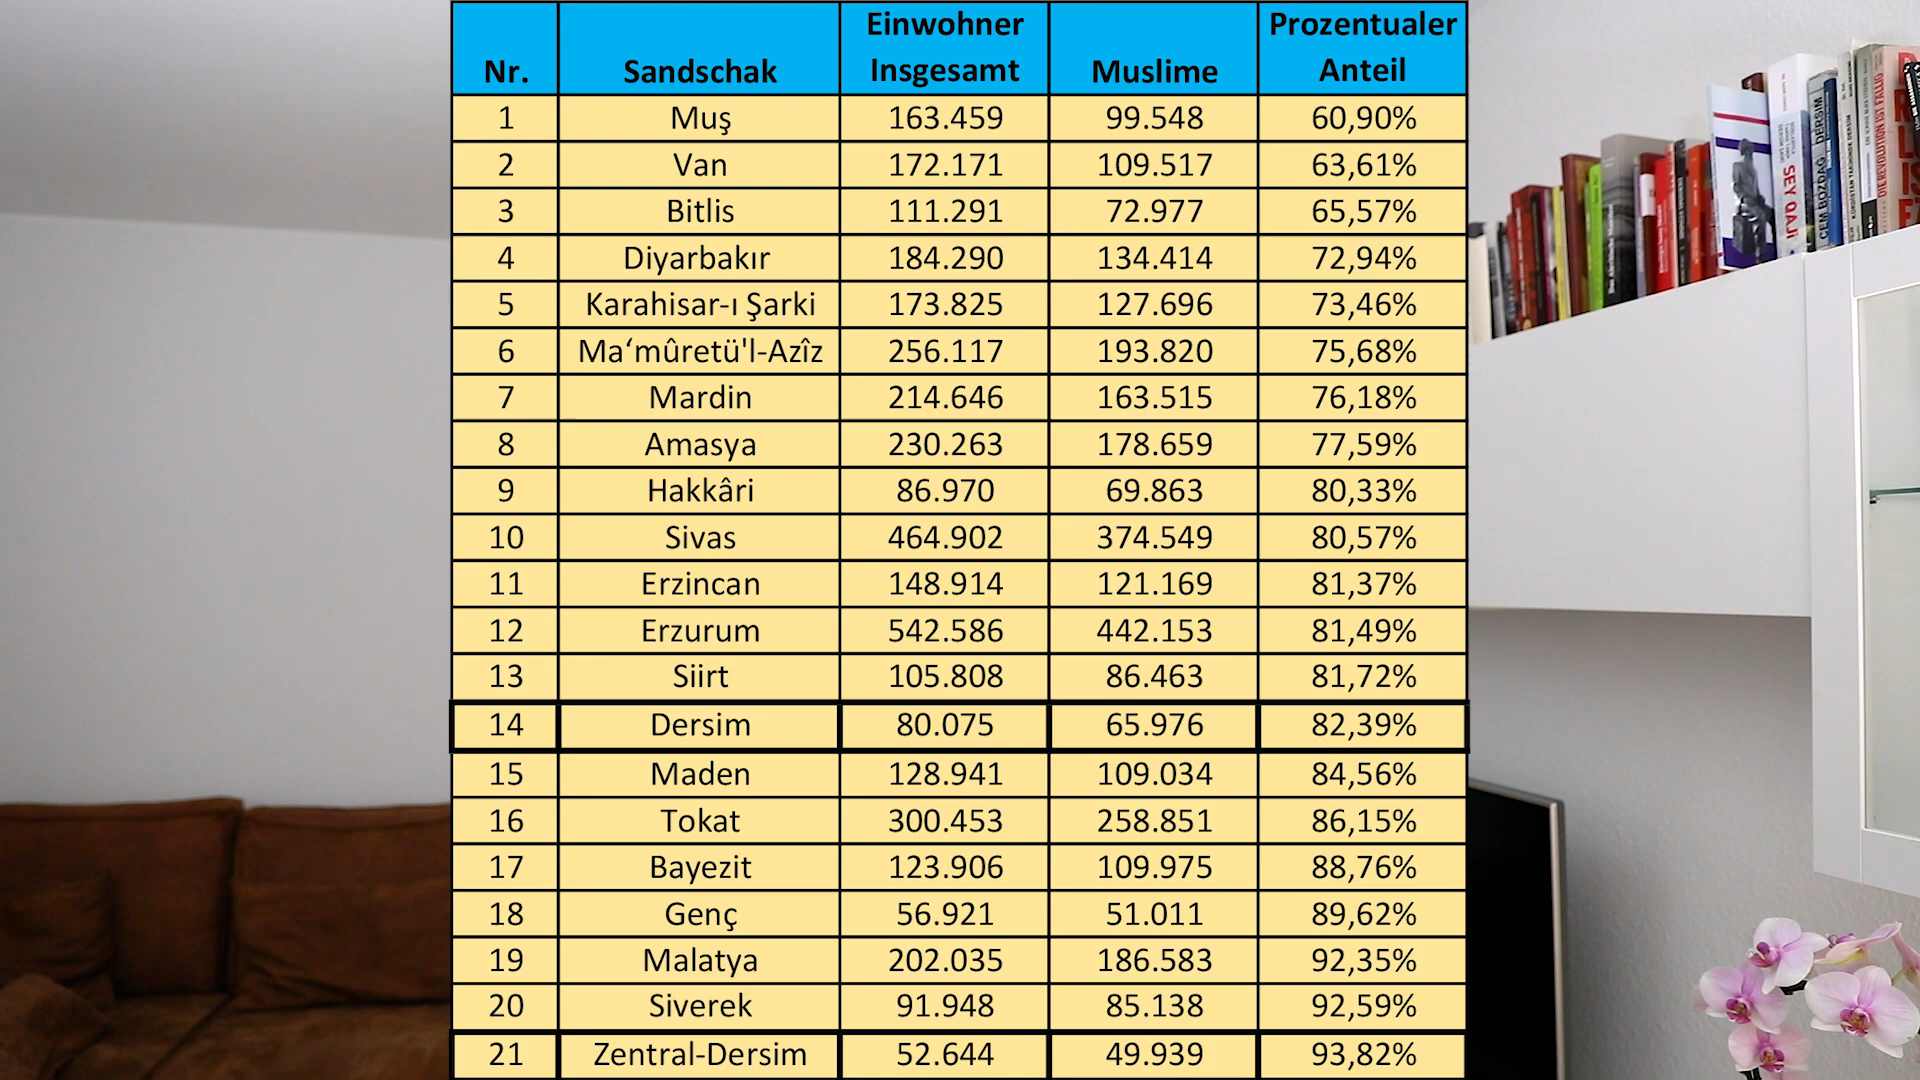 Nr. Sandschak Einwohner Insgesamt Muslime Prozentualer Anteil
1 Muş 163.459 99.548 60,90%
2 Van 172.171 109.517 63,61%
3 Bitlis 111.291 72.977 65,57%
4 Diyarbakır 184.290 134.414 72,94%
5 Karahisar-ı Şarki 173.825 127.696 73,46%
6 Ma‘mûretü'l-Azîz 256.117 193.820 75,68%
7 Mardin 214.646 163.515 76,18%
8 Amasya 230.263 178.659 77,59%
9 Hakkâri 86.970 69.863 80,33%
10 Sivas 464.902 374.549 80,57%
11 Erzincan 148.914 121.169 81,37%
12 Erzurum 542.586 442.153 81,49%
13 Siirt 105.808 86.463 81,72%
14 Dersim 80.075 65.976 82,39%
15 Maden 128.941 109.034 84,56%
16 Tokat 300.453 258.851 86,15%
17 Bayezit 123.906 109.975 88,76%
18 Genç 56.921 51.011 89,62%
19 Malatya 202.035 186.583 92,35%
20 Siverek 91.948 85.138 92,59%
21 Zentral-Dersim 52.644 49.939 93,82%
SEY QAJİ
CEM BOZDAG DERSIM
DIE REVOLUTION IST FÄLLIG